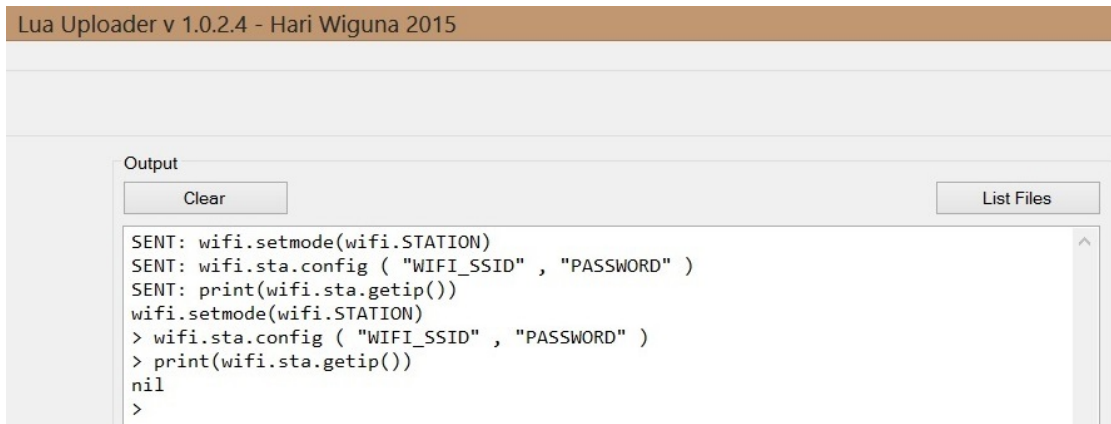 Lua Uploader v 1.0.2.4 - Hari Wiguna 2015
Output
Clear
List Files
SENT: wifi.setmode(wifi.STATION)
SENT: wifi.sta.config ( "WIFI_SSID" , "PASSWORD" )
SENT: print(wifi.sta.getip())
wifi.setmode(wifi.STATION)
> wifi.sta.config ( "WIFI_SSID" , "PASSWORD" )
> print(wifi.sta.getip())
nil
>